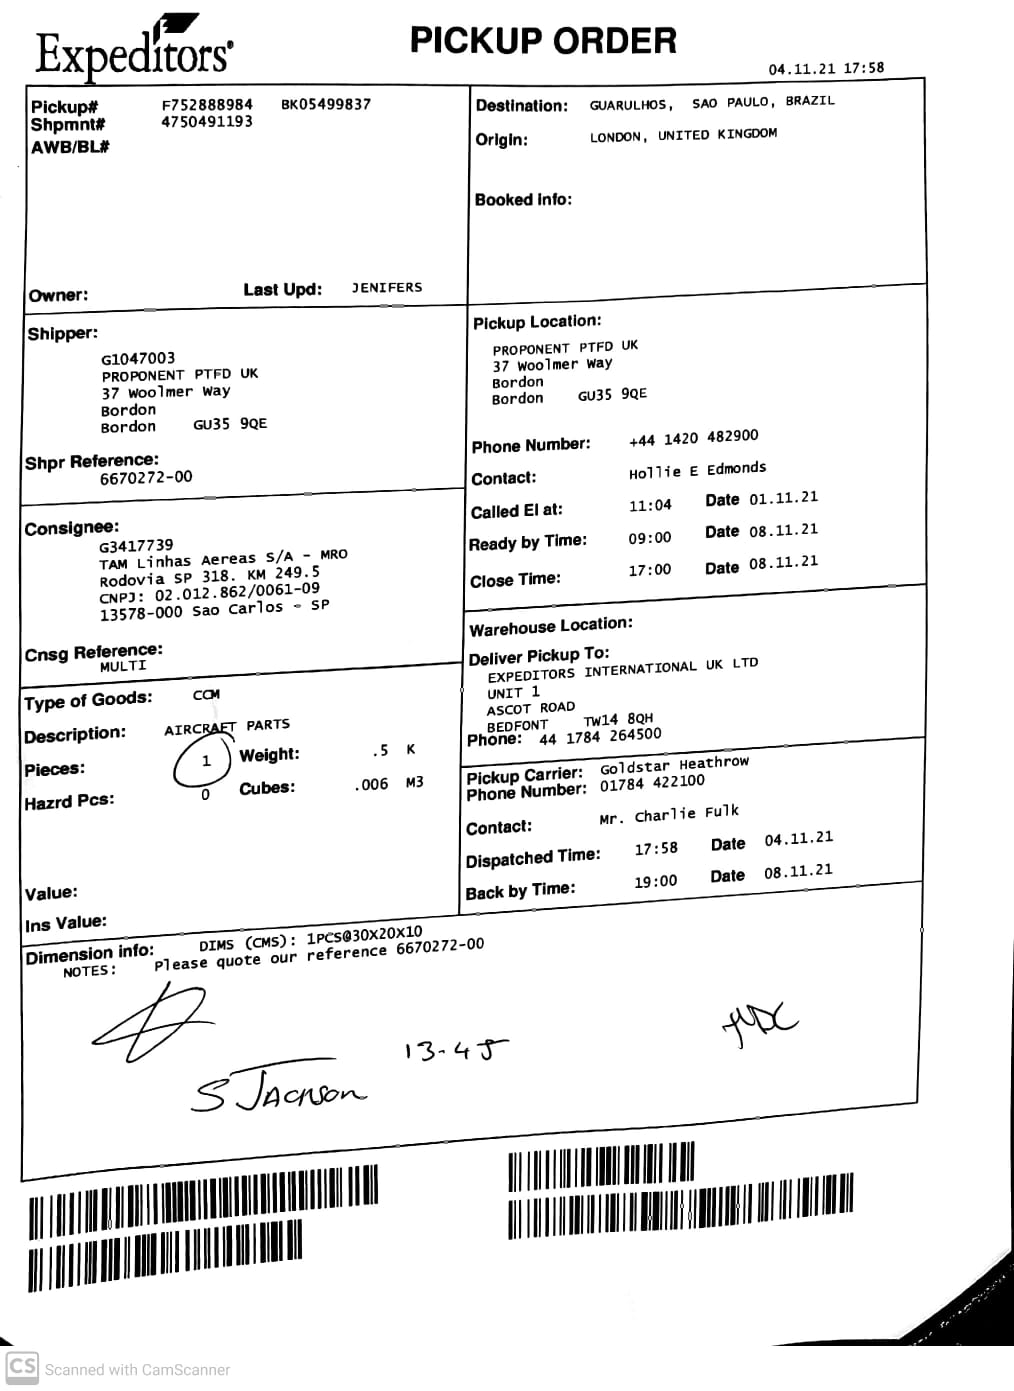 Expeditors®
PICKUP ORDER
04.11.21 17:58
Pickup# F752888984 BK05499837
Shpmnt# 4750491193
AWB/BL#
Owner: Last Upd: JENIFERS
Destination: GUARULHOS, SAO PAULO, BRAZIL
Origin: LONDON, UNITED KINGDOM
Booked Info:
Shipper:
G1047003
PROPONENT PTFD UK
37 Woolmer Way
Bordon
Bordon GU35 9QE
Shpr Reference:
6670272-00
Pickup Location:
PROPONENT PTFD UK
37 Woolmer Way
Bordon
Bordon GU35 9QE
Phone Number: +44 1420 482900
Contact: Hollie E Edmonds
Called EI at: 11:04 Date 01.11.21
Ready by Time: 09:00 Date 08.11.21
Close Time: 17:00 Date 08.11.21
Consignee:
G3417739
TAM Linhas Aereas S/A - MRO
Rodovia SP 318. KM 249.5
CNPJ: 02.012.862/0061-09
13578-000 Sao Carlos - SP
Cnsg Reference:
MULTI
Warehouse Location:
Deliver Pickup To:
EXPEDITORS INTERNATIONAL UK LTD
UNIT 1
ASCOT ROAD
BEDFONT TW14 8QH
Phone: 44 1784 264500
Type of Goods: CCM
Description: AIRCRAFT PARTS
Pieces: 1 Weight: .5 K
Hazrd Pcs: 0 Cubes: .006 M3
Value:
Ins Value:
Pickup Carrier: Goldstar Heathrow
Phone Number: 01784 422100
Contact: Mr. Charlie Fulk
Dispatched Time: 17:58 Date 04.11.21
Back by Time: 19:00 Date 08.11.21
Dimension info: DIMS (CMS): 1PCS@30X20X10
NOTES: Please quote our reference 6670272-00
13-45
S JACKSON
CS Scanned with CamScanner